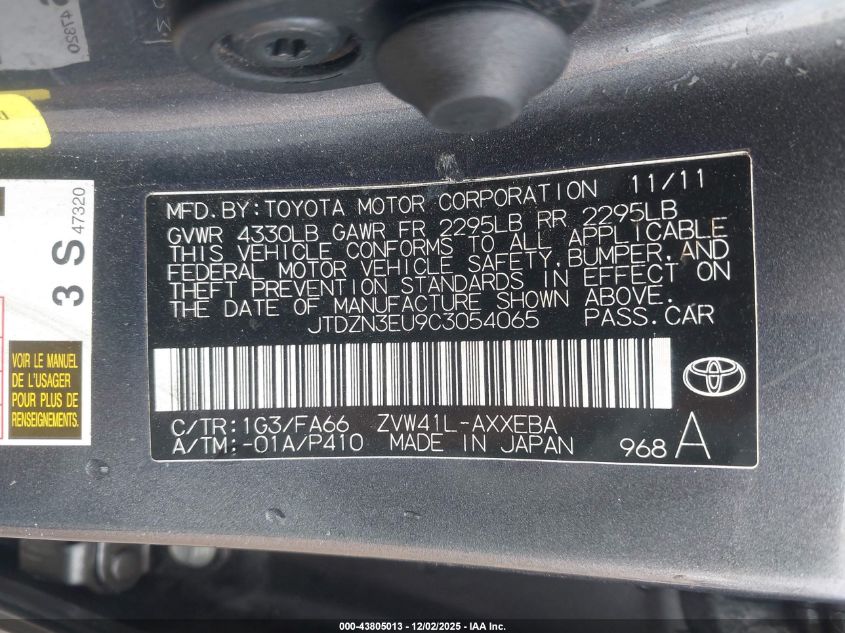 47320
3 S 47320
VOIR LE MANUEL
DE L'USAGER
POUR PLUS DE
RENSEIGNEMENTS.
MFD.BY:TOYOTA MOTOR CORPORATION 11/11
GVWR 4330LB GAWR FR 2295LB RR 2295LB
THIS VEHICLE CONFORMS TO ALL APPLICABLE
FEDERAL MOTOR VEHICLE SAFETY,BUMPER,AND
THEFT PREVENTION STANDARDS IN EFFECT ON
THE DATE OF MANUFACTURE SHOWN ABOVE.
JTDZN3EU9C3054065 PASS.CAR
C/TR:1G3/FA66 ZVW41L-AXXEBA
A/TM:-01A/P410 MADE IN JAPAN 968 A
000-43805013 - 12/02/2025 - IAA Inc.